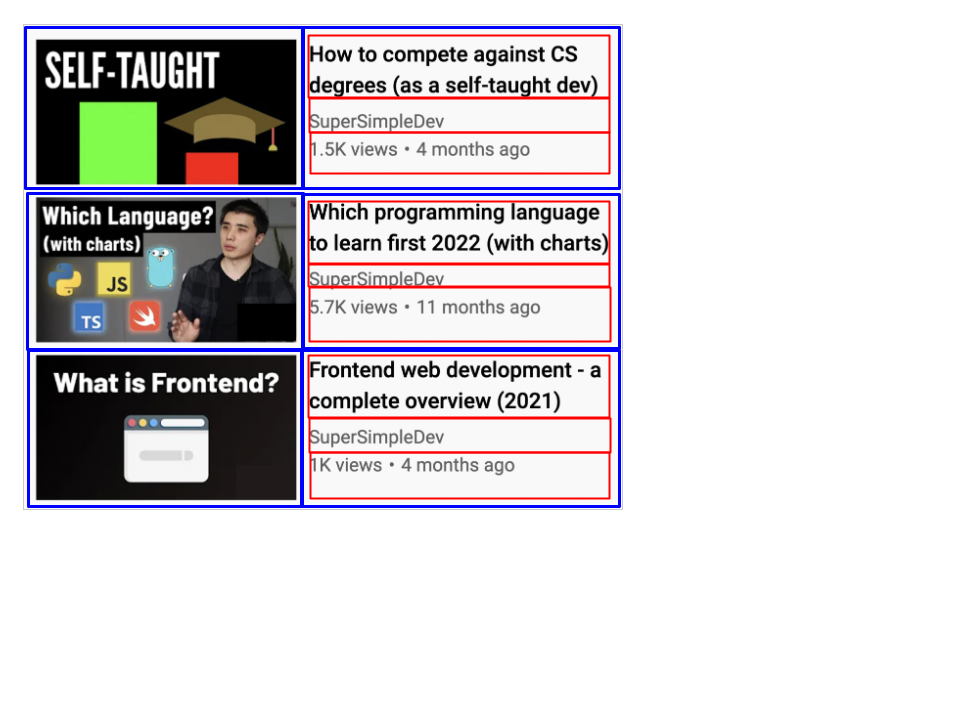 SELF-TAUGHT
How to compete against CS
degrees (as a self-taught dev)
SuperSimpleDev
1.5K views • 4 months ago
Which Language?
(with charts)
JS
TS
Which programming language
to learn first 2022 (with charts)
SuperSimpleDev
5.7K views • 11 months ago
What is Frontend?
Frontend web development - a
complete overview (2021)
SuperSimpleDev
1K views • 4 months ago